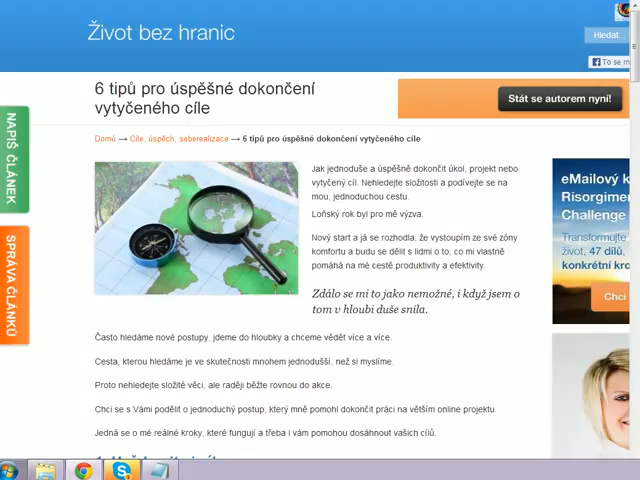 Život bez hranic
Hledat...
To se m
6 tipů pro úspěšné dokončení
vytyčeného cíle
Stát se autorem nyní!
NAPIŠ ČLÁNEK
SPRÁVA ČLÁNKŮ
Domů → Cíle, úspěch, seberealizace → 6 tipů pro úspěšné dokončení vytyčeného cíle
Jak jednoduše a úspěšně dokončit úkol, projekt nebo
vytyčený cíl. Nehledejte složitosti a podívejte se na
mou, jednoduchou cestu.
Loňský rok byl pro mě výzva.
Nový start a já se rozhodla, že vystoupím ze své zóny
komfortu a budu se dělit s lidmi o to, co mi vlastně
pomáhá na mé cestě produktivity a efektivity.
Zdálo se mi to jako nemožné, i když jsem o
tom v hloubi duše snila.
eMailový k
Risorgimen
Challenge
Transformujte
život, 47 dílů,
konkrétní kro
Chci
Často hledáme nové postupy, jdeme do hloubky a chceme vědět více a více.
Cesta, kterou hledáme je ve skutečnosti mnohem jednodušší, než si myslíme.
Proto nehledejte složité věci, ale raději běžte rovnou do akce.
Chci se s Vámi podělit o jednoduchý postup, který mně pomohl dokončit práci na větším online projektu.
Jedná se o mé reálné kroky, které fungují a třeba i vám pomohou dosáhnout vašich cílů.